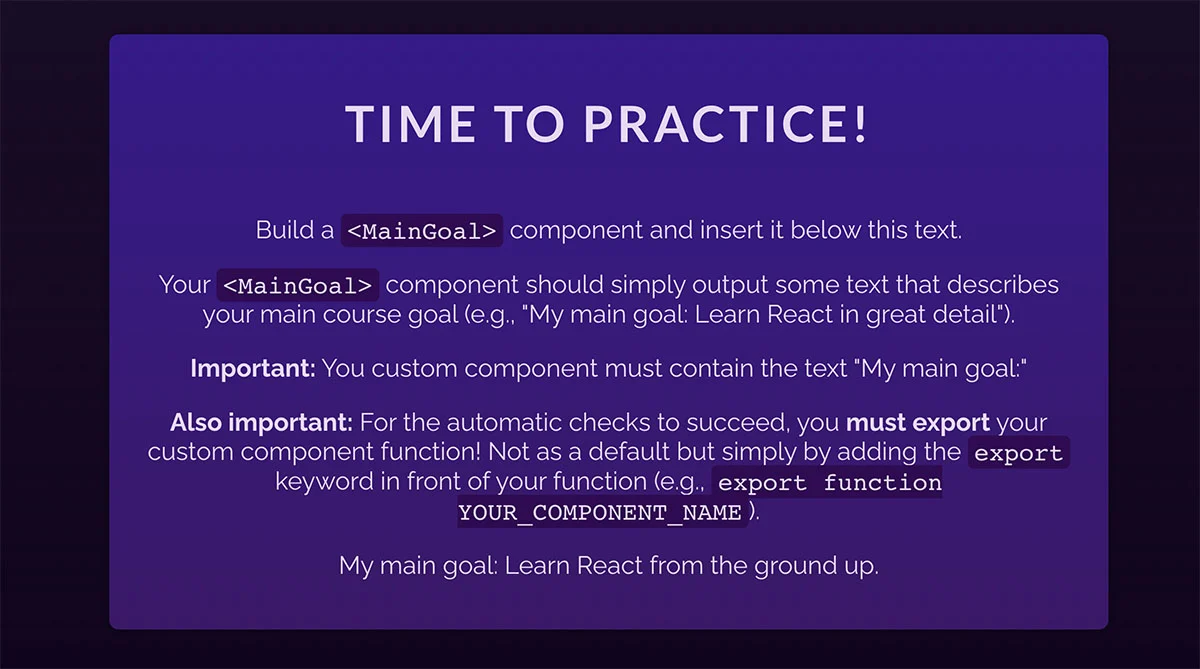 TIME TO PRACTICE!
Build a <MainGoal> component and insert it below this text.
Your <MainGoal> component should simply output some text that describes
your main course goal (e.g., "My main goal: Learn React in great detail").
Important: You custom component must contain the text "My main goal:"
Also important: For the automatic checks to succeed, you must export your
custom component function! Not as a default but simply by adding the export
keyword in front of your function (e.g., export function
YOUR_COMPONENT_NAME ).
My main goal: Learn React from the ground up.